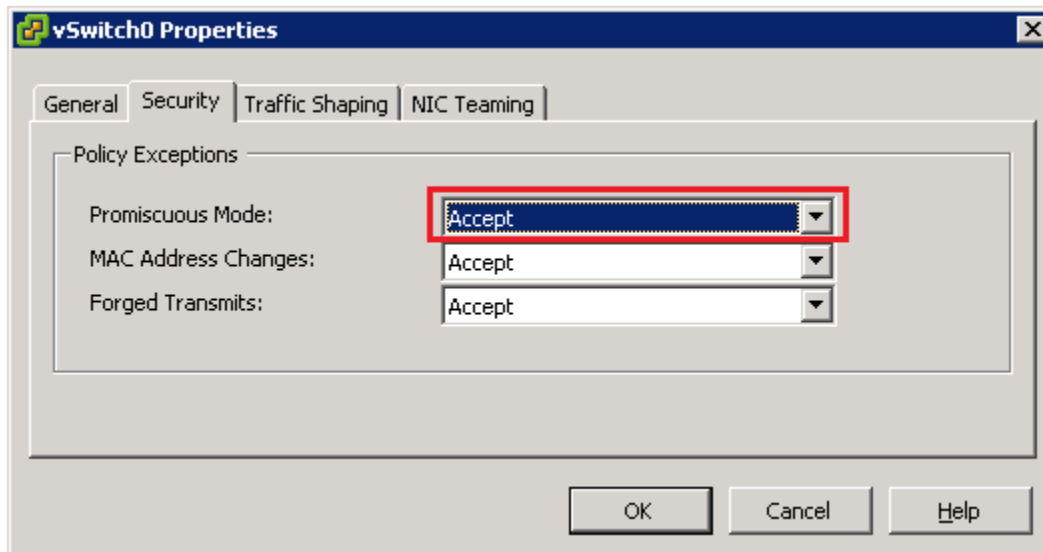 vSwitch0 Properties
General Security Traffic Shaping NIC Teaming
Policy Exceptions
Promiscuous Mode: Accept
MAC Address Changes: Accept
Forged Transmits: Accept
OK Cancel Help